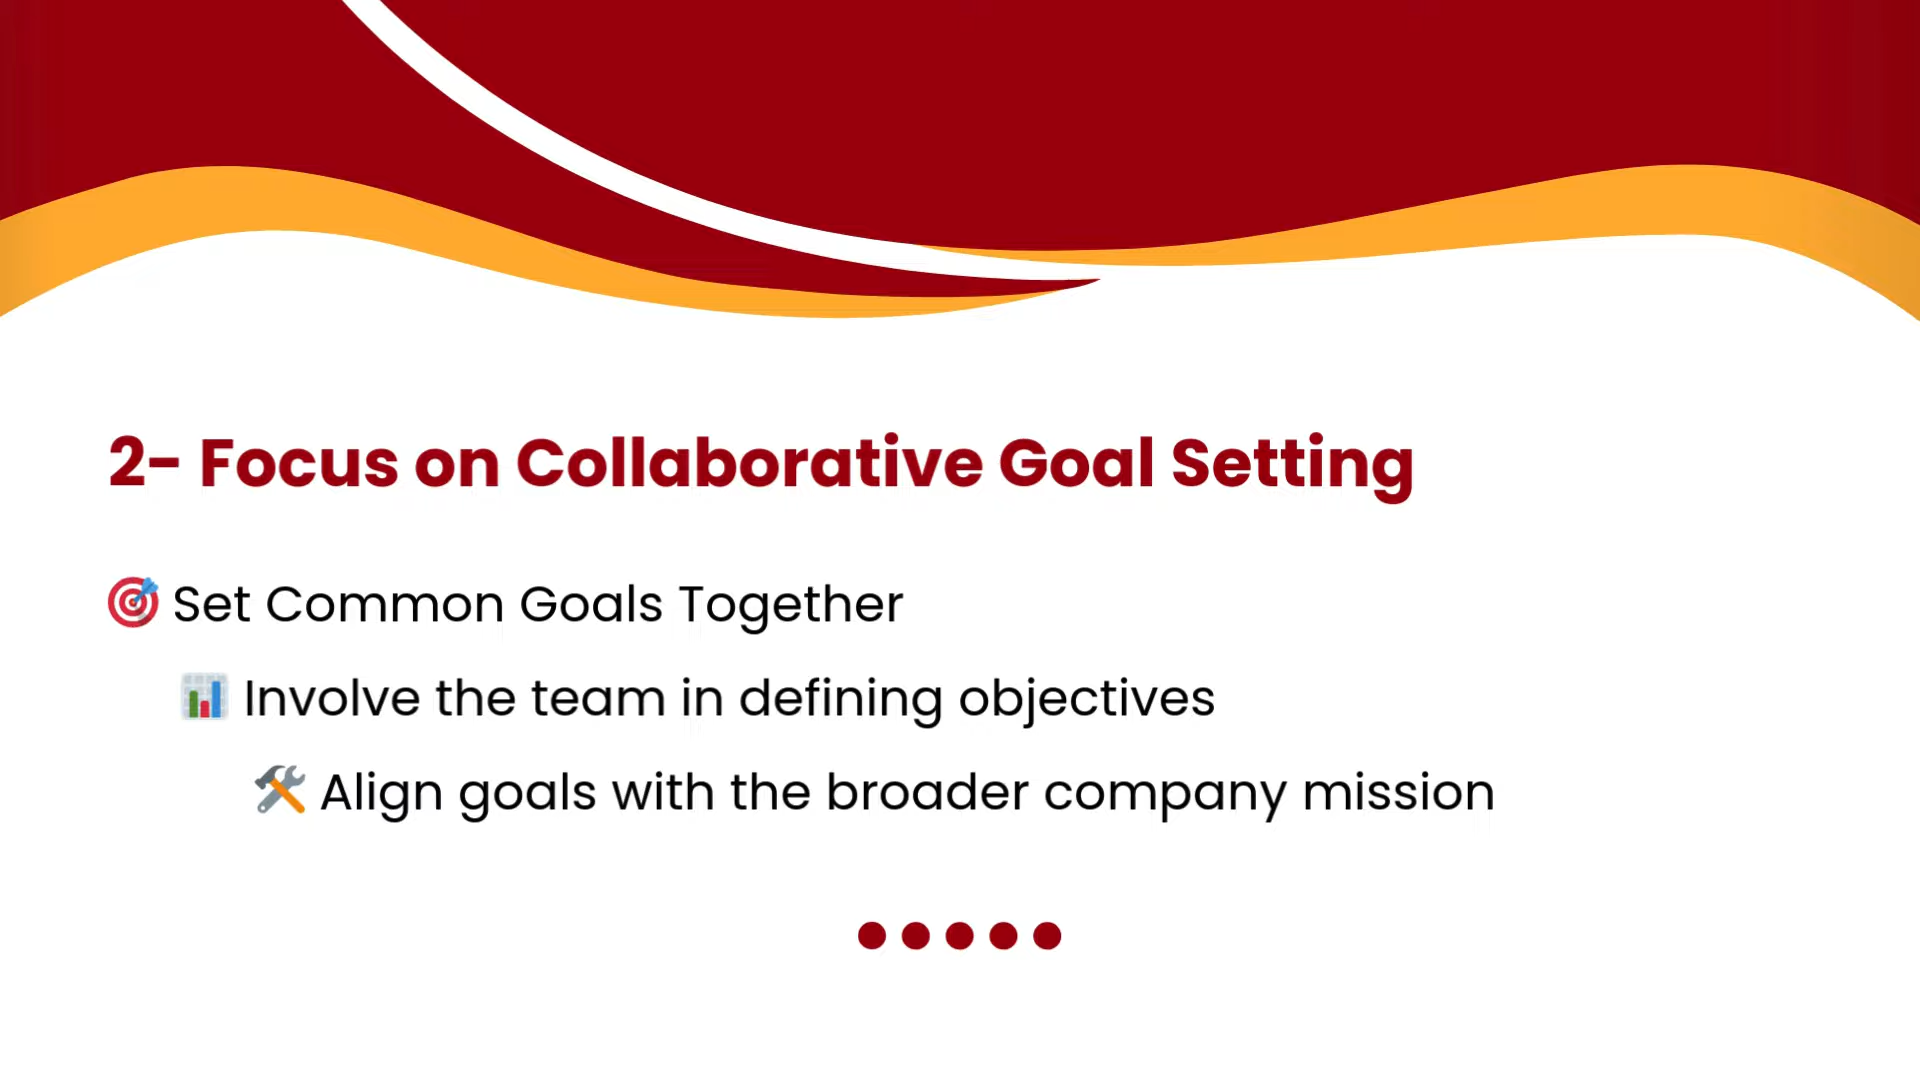 2- Focus on Collaborative Goal Setting
🎯 Set Common Goals Together
📊 Involve the team in defining objectives
🛠️ Align goals with the broader company mission